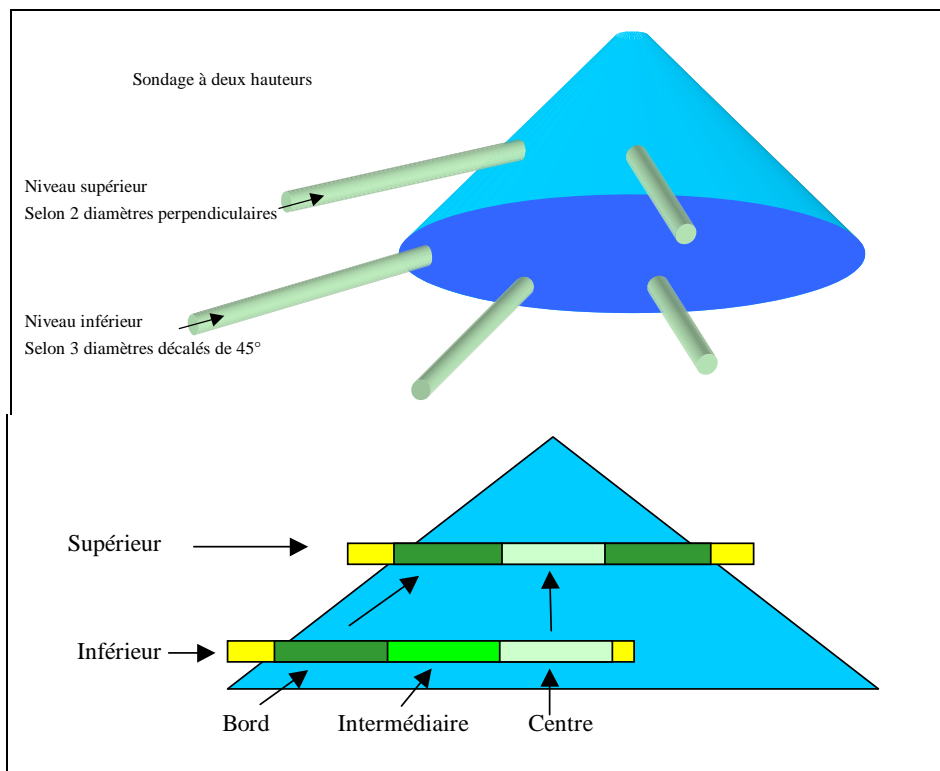 Sondage à deux hauteurs
Niveau supérieur
Selon 2 diamètres perpendiculaires
Niveau inférieur
Selon 3 diamètres décalés de 45°
Supérieur
Inférieur
Bord
Intermédiaire
Centre